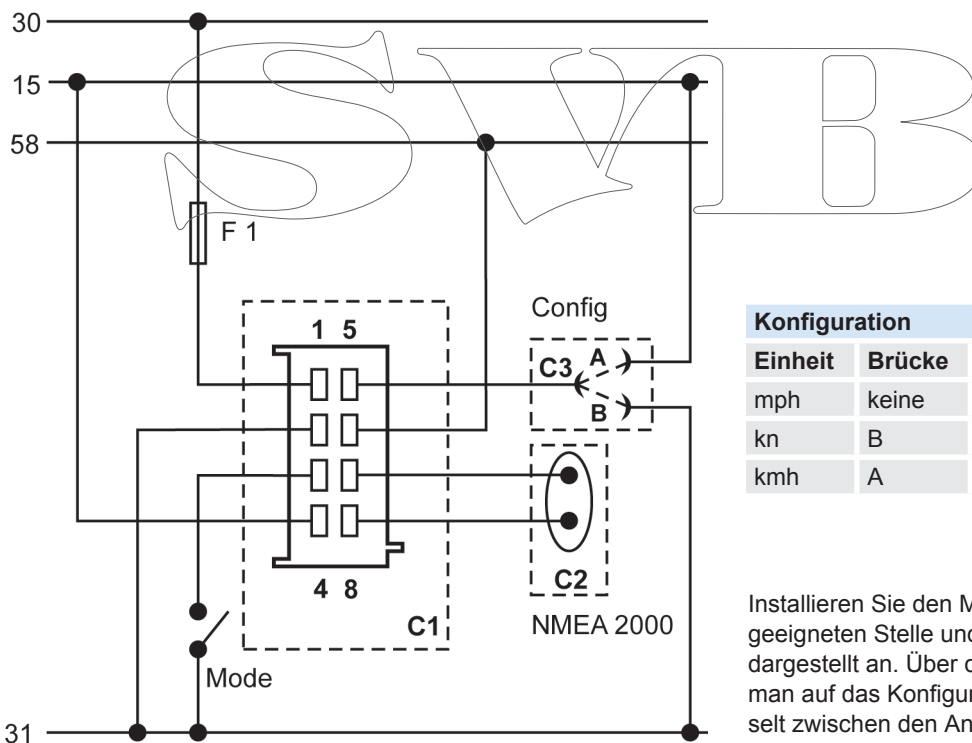 30
15
58
SVB
F 1
Config
1 5
C3
A
B
4 8
C1
C2
NMEA 2000
Mode
31
Konfiguration
Einheit Brücke
mph keine
kn B
kmh A
Installieren Sie den M
geeigneten Stelle und
dargestellt an. Über d
man auf das Konfigur
selt zwischen den An